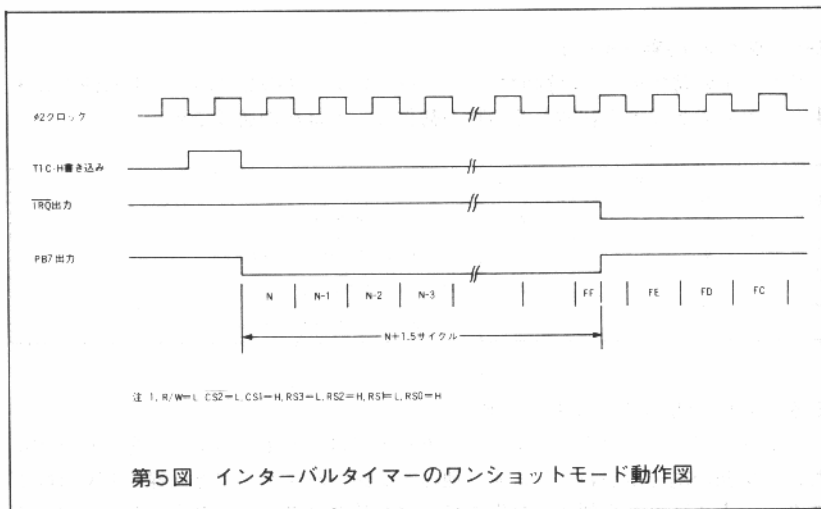 φ2クロック
T1C-H書き込み
IRQ出力
PB7出力
N N-1 N-2 N-3 FF FE FD FC
N+1.5サイクル
注 1, R/W=L, CS2=L, CS1=H, RS3=L, RS2=H, RS1=L, RS0=H
第5図 インターバルタイマーのワンショットモード動作図